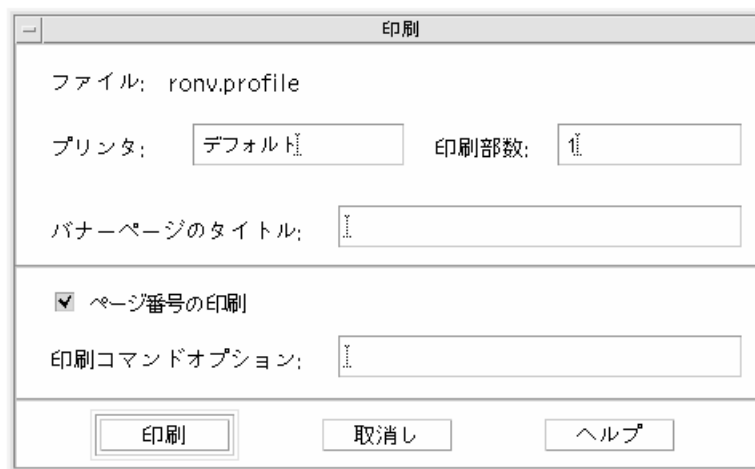 印刷
ファイル: ronv.profile
プリンタ: デフォルト 印刷部数: 1
バナーページのタイトル:
ページ番号の印刷
印刷コマンドオプション:
印刷 取消し ヘルプ